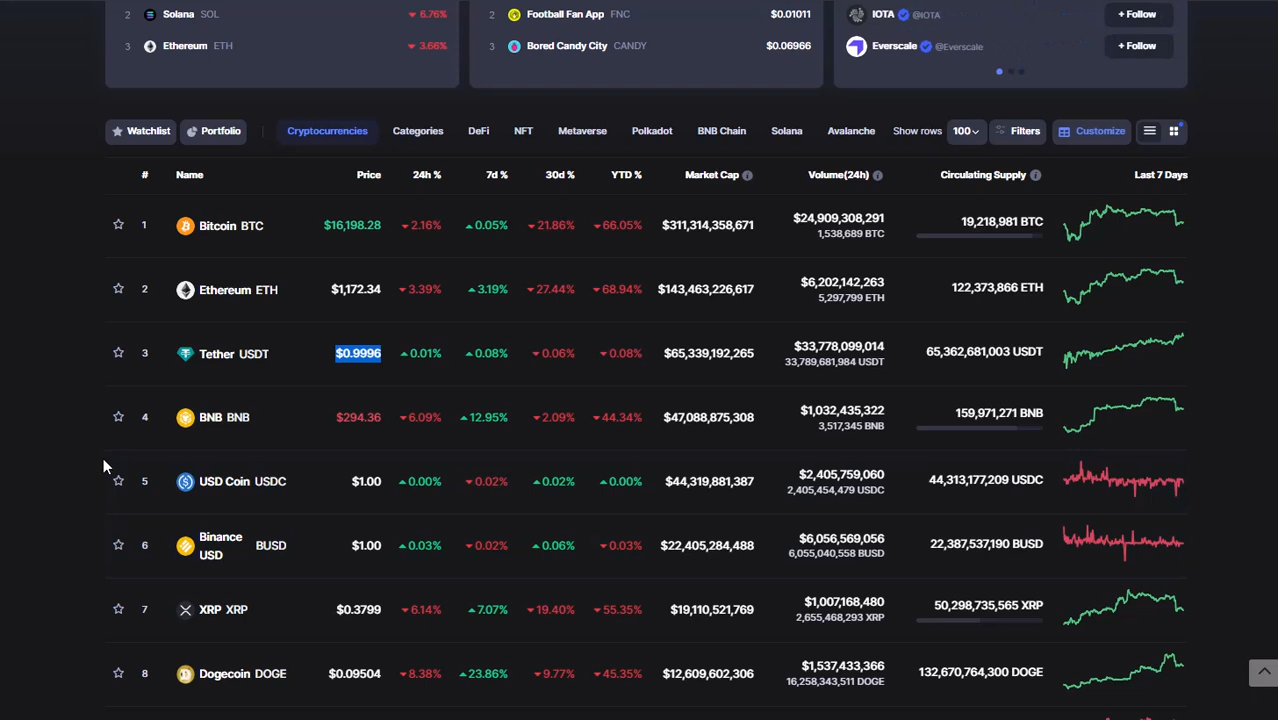 2 Solana SOL 6.76%
3 Ethereum ETH 3.66%
2 Football Fan App FNC $0.01011
3 Bored Candy City CANDY $0.06966
IOTA @IOTA + Follow
Everscale @Everscale + Follow
Watchlist Portfolio Cryptocurrencies Categories DeFi NFT Metaverse Polkadot BNB Chain Solana Avalanche Show rows 100 Filters Customize
# Name Price 24h % 7d % 30d % YTD % Market Cap Volume(24h) Circulating Supply Last 7 Days
1 Bitcoin BTC $16,198.28 2.16% 0.05% 21.86% 66.05% $311,314,358,671 $24,909,308,291 19,218,981 BTC
1,538,689 BTC
2 Ethereum ETH $1,172.34 3.39% 3.19% 27.44% 68.94% $143,463,226,617 $6,202,142,263 122,373,866 ETH
5,297,799 ETH
3 Tether USDT $0.9996 0.01% 0.08% 0.06% 0.08% $65,339,192,265 $33,778,099,014 65,362,681,003 USDT
33,789,681,984 USDT
4 BNB BNB $294.36 6.09% 12.95% 2.09% 44.34% $47,088,875,308 $1,032,435,322 159,971,271 BNB
3,517,345 BNB
5 USD Coin USDC $1.00 0.00% 0.02% 0.02% 0.00% $44,319,881,387 $2,405,759,060 44,313,177,209 USDC
2,405,454,479 USDC
6 Binance USD BUSD $1.00 0.03% 0.02% 0.06% 0.03% $22,405,284,488 $6,056,569,056 22,387,537,190 BUSD
6,055,040,558 BUSD
7 XRP XRP $0.3799 6.14% 7.07% 19.40% 55.35% $19,110,521,769 $1,007,168,480 50,298,735,565 XRP
2,655,468,293 XRP
8 Dogecoin DOGE $0.09504 8.38% 23.86% 9.77% 45.35% $12,609,602,306 $1,537,433,366 132,670,764,300 DOGE
16,258,343,511 DOGE